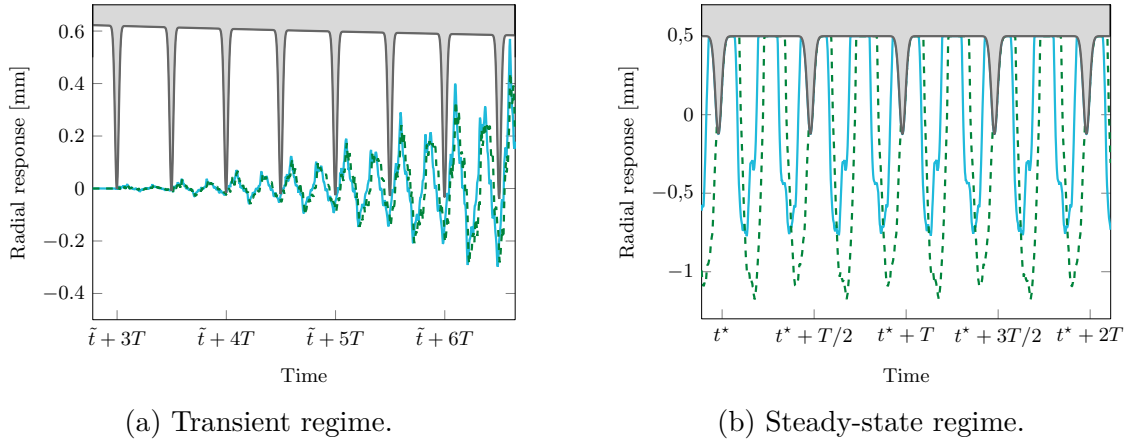 0.6
0.4
0.2
0
−0.2
−0.4
Radial response [mm]
t̃ + 3T
t̃ + 4T
t̃ + 5T
t̃ + 6T
Time
(a) Transient regime.
0,5
0
−0,5
−1
Radial response [mm]
t⋆
t⋆ + T/2
t⋆ + T
t⋆ + 3T/2
t⋆ + 2T
Time
(b) Steady-state regime.